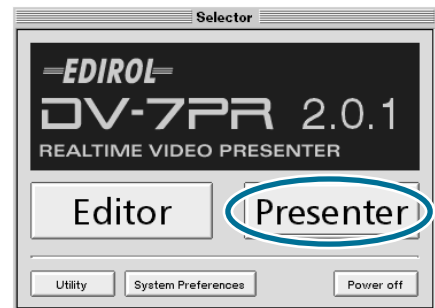 Selector
EDIROL
DV-7PR 2.0.1
REALTIME VIDEO PRESENTER
Editor Presenter
Utility System Preferences Power off